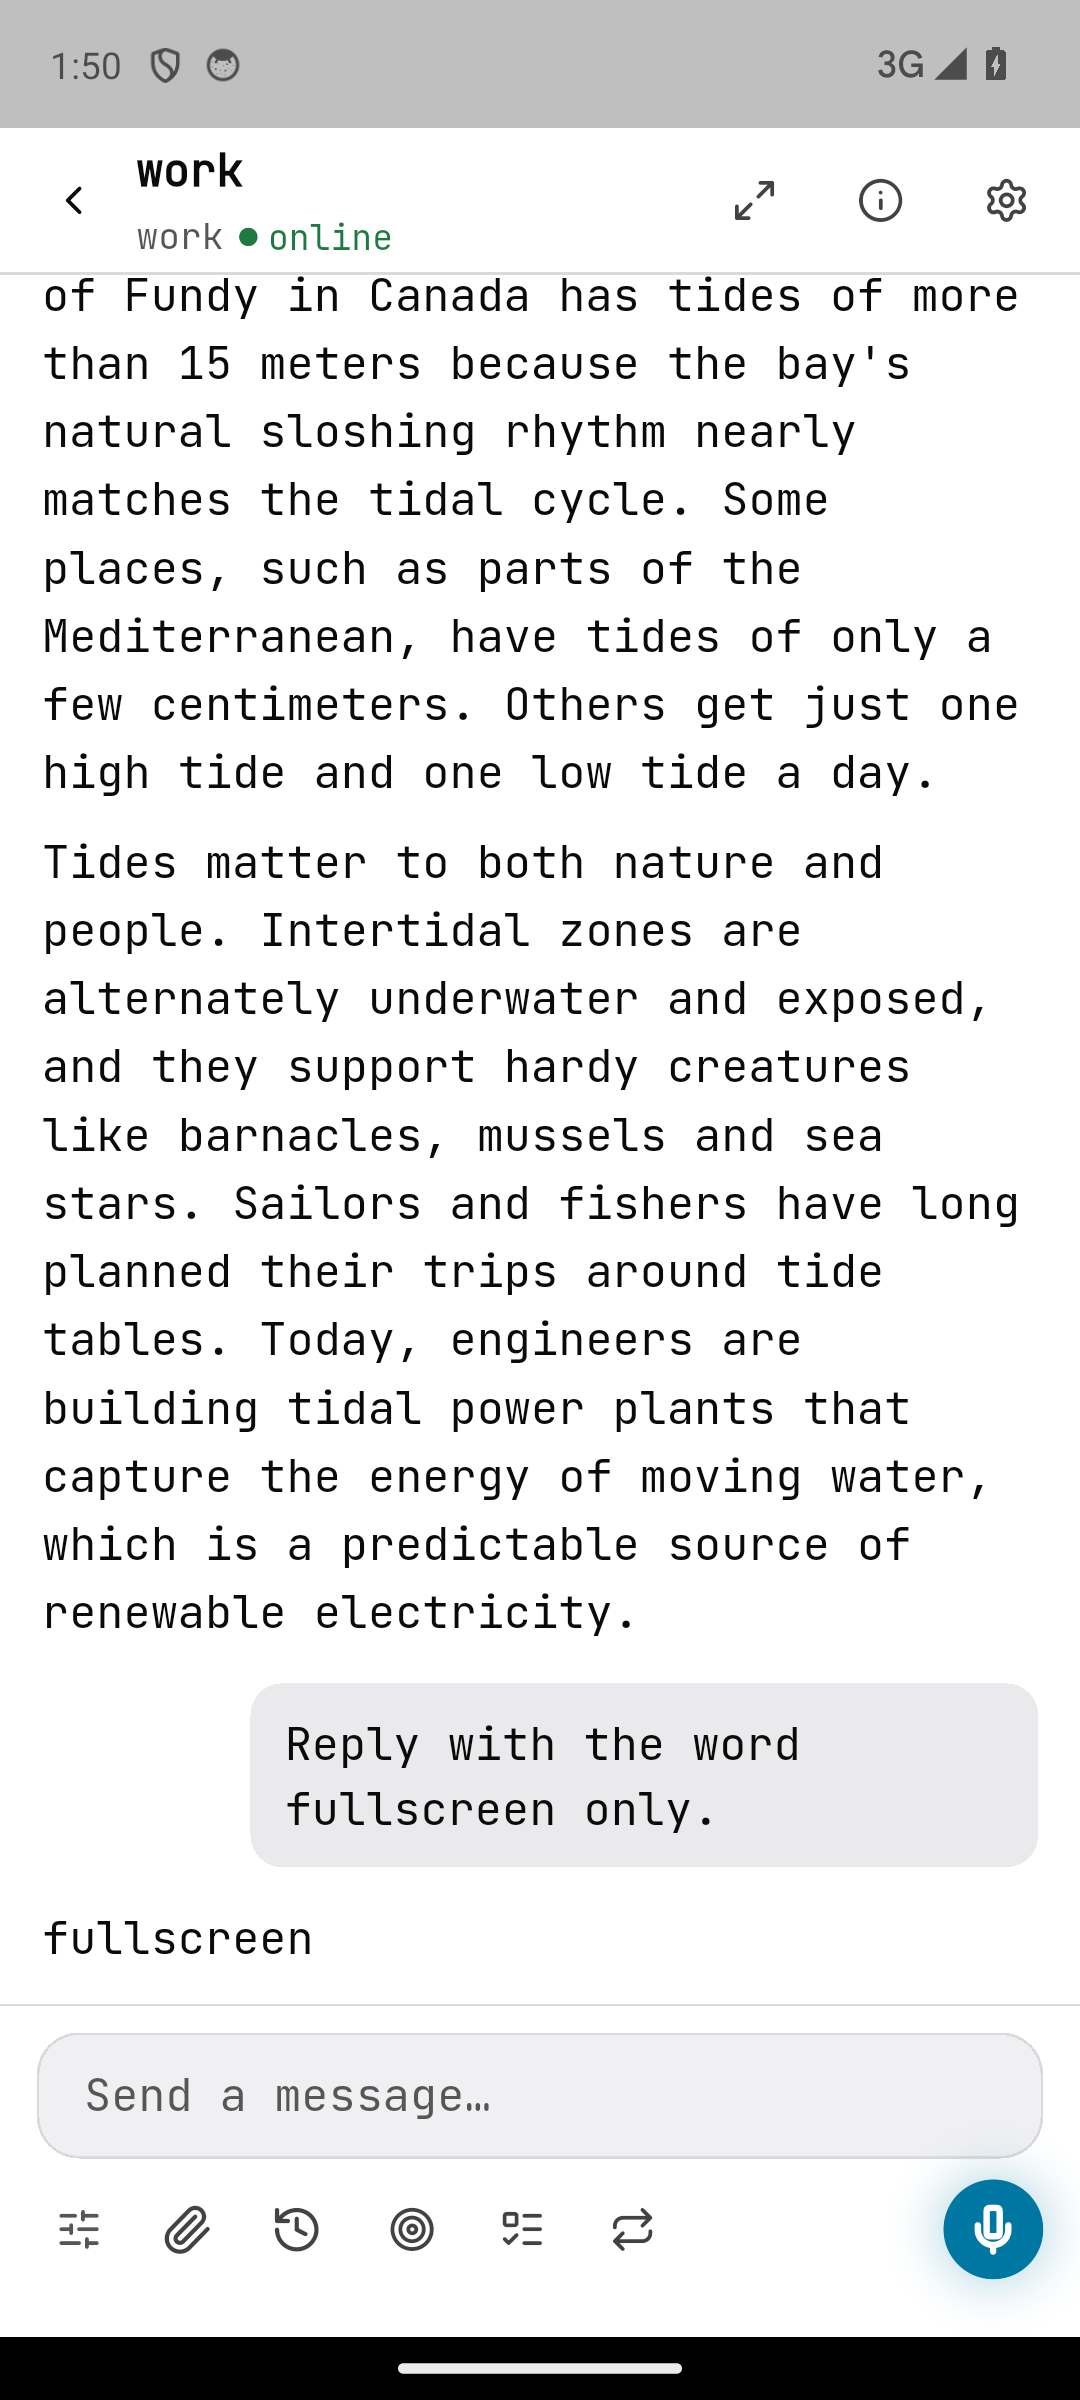 1:50
3G
work
work online
of Fundy in Canada has tides of more
than 15 meters because the bay's
natural sloshing rhythm nearly
matches the tidal cycle. Some
places, such as parts of the
Mediterranean, have tides of only a
few centimeters. Others get just one
high tide and one low tide a day.
Tides matter to both nature and
people. Intertidal zones are
alternately underwater and exposed,
and they support hardy creatures
like barnacles, mussels and sea
stars. Sailors and fishers have long
planned their trips around tide
tables. Today, engineers are
building tidal power plants that
capture the energy of moving water,
which is a predictable source of
renewable electricity.
Reply with the word
fullscreen only.
fullscreen
Send a message…